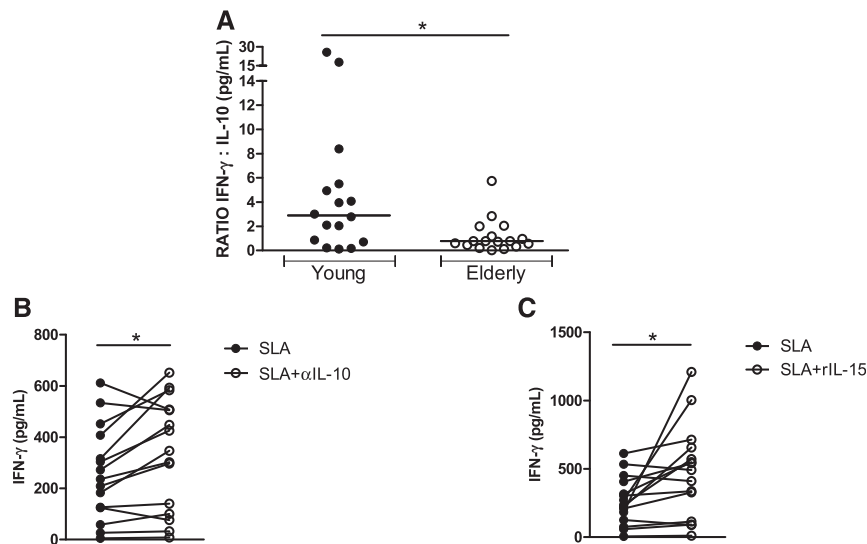 A
*
RATIO IFN-γ : IL-10 (pg/mL)
30
15
14
12
10
8
6
4
2
0
Young
Elderly
B
*
IFN-γ (pg/mL)
800
600
400
200
0
SLA
SLA+αIL-10
C
*
IFN-γ (pg/mL)
1500
1000
500
0
SLA
SLA+rIL-15